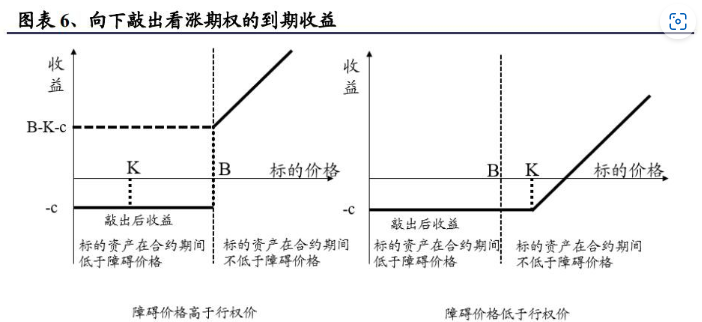 图表 6、向下敲出看涨期权的到期收益
收益
B-K-c
K
B
标的价格
-c
敲出后收益
标的资产在合约期间
低于障碍价格
标的资产在合约期间
不低于障碍价格
障碍价格高于行权价
收益
B
K
标的价格
-c
敲出后收益
标的资产在合约期间
低于障碍价格
标的资产在合约期间
不低于障碍价格
障碍价格低于行权价